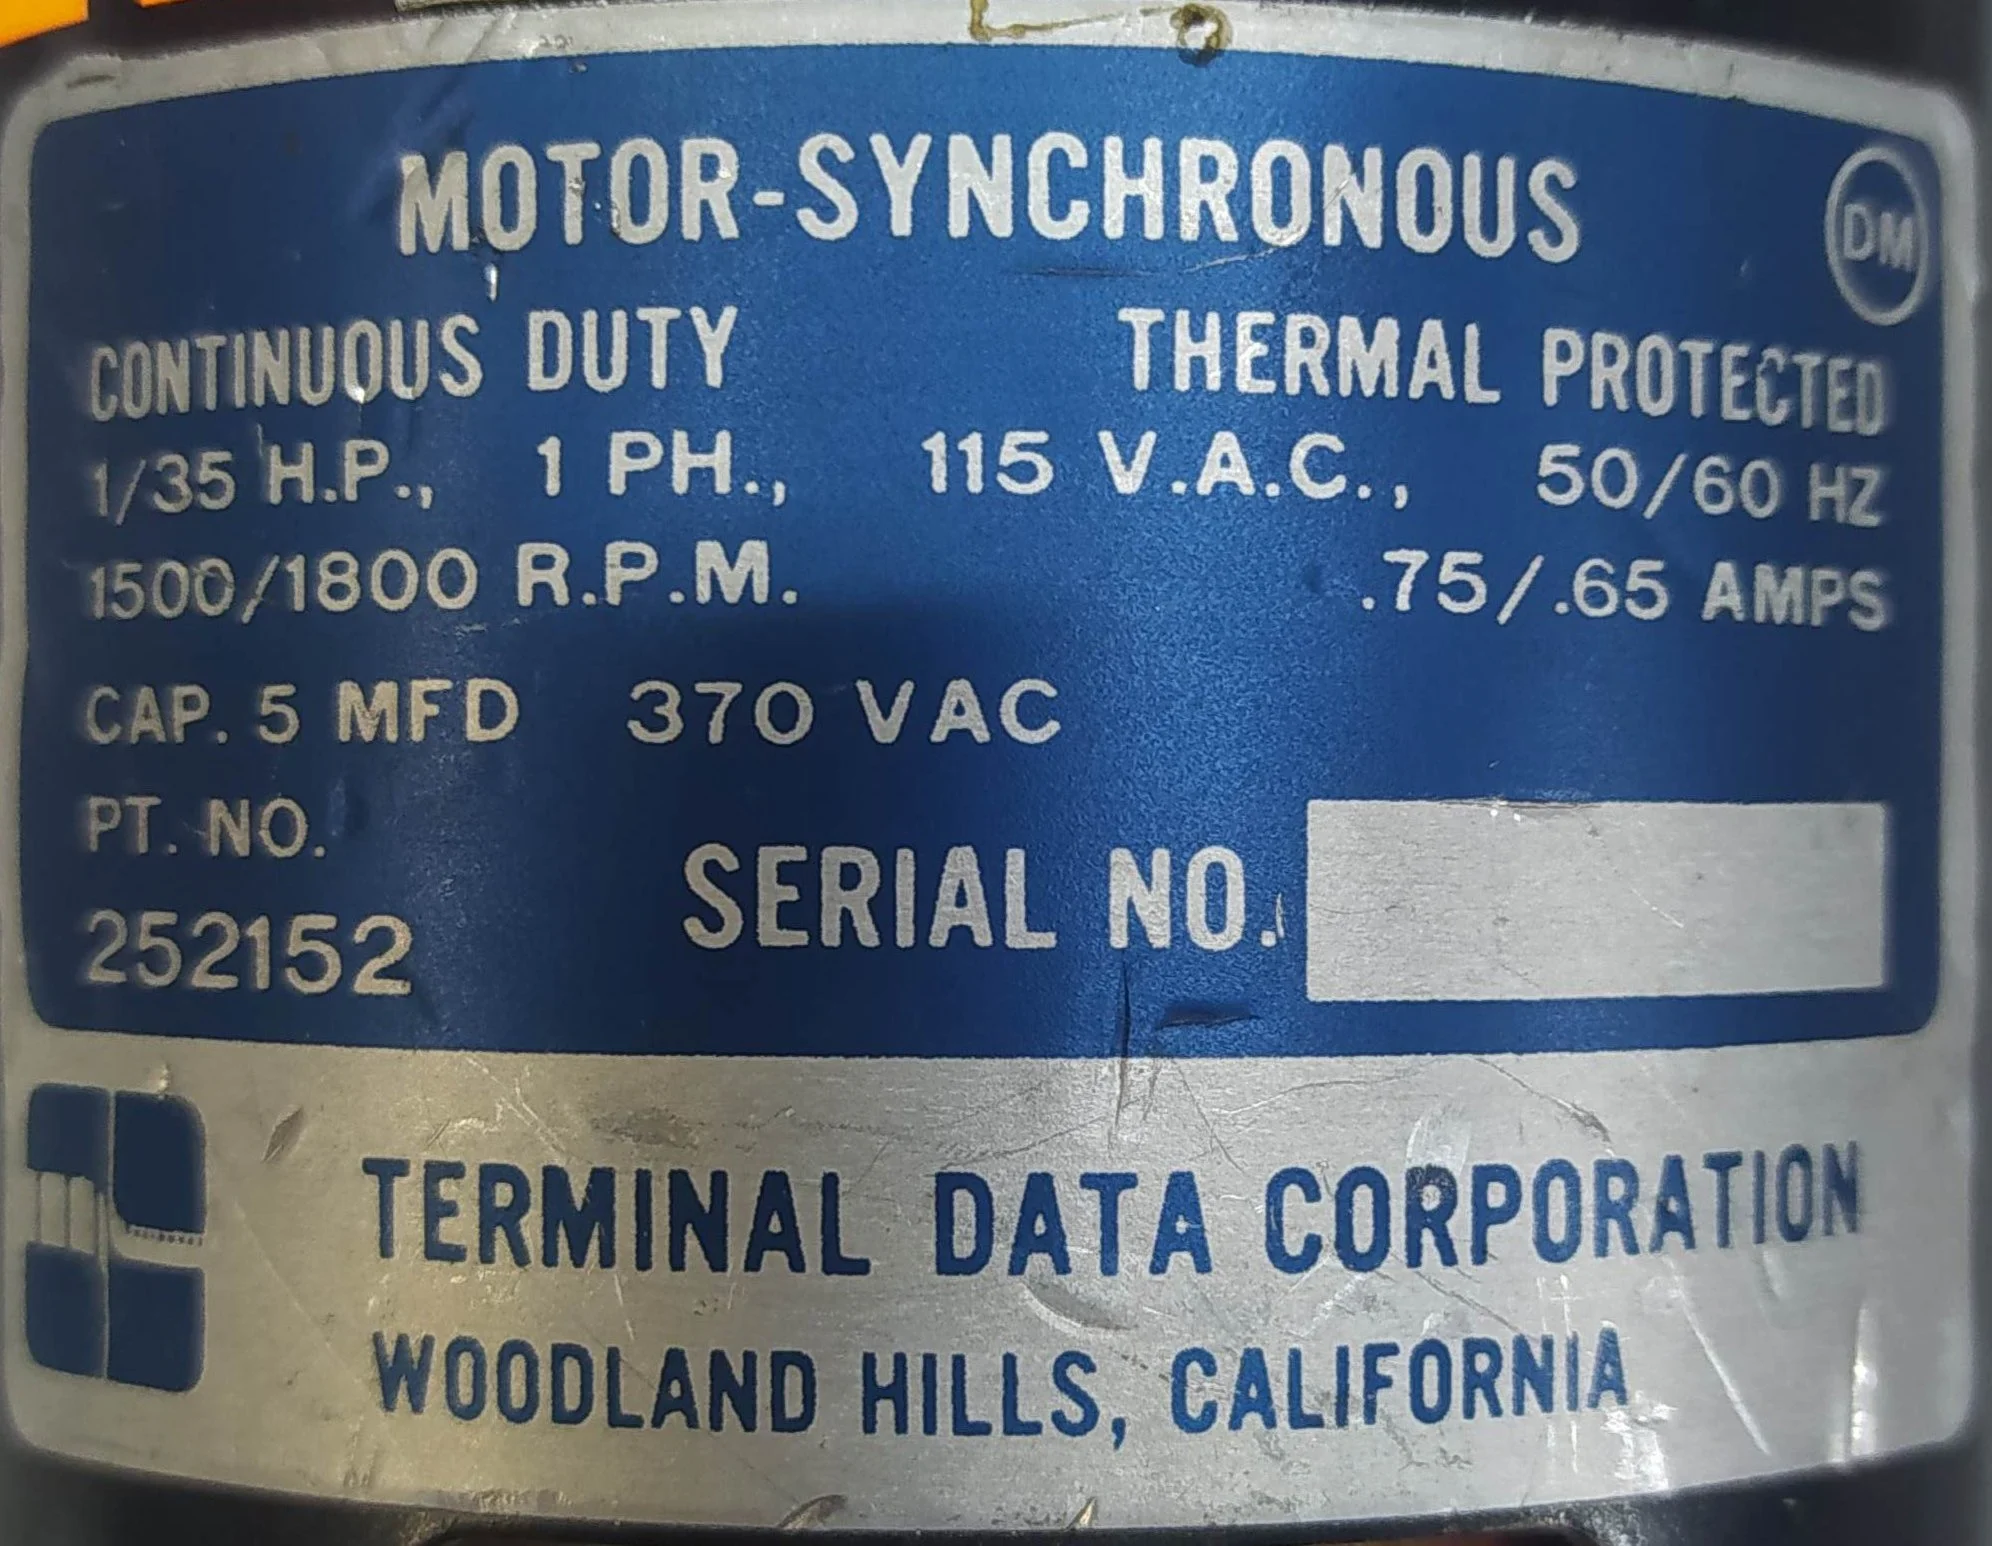 MOTOR-SYNCHRONOUS
DM
CONTINUOUS DUTY THERMAL PROTECTED
1/35 H.P., 1 PH., 115 V.A.C., 50/60 HZ
1500/1800 R.P.M. .75/.65 AMPS
CAP. 5 MFD 370 VAC
PT. NO.
252152
SERIAL NO.
TERMINAL DATA CORPORATION
WOODLAND HILLS, CALIFORNIA